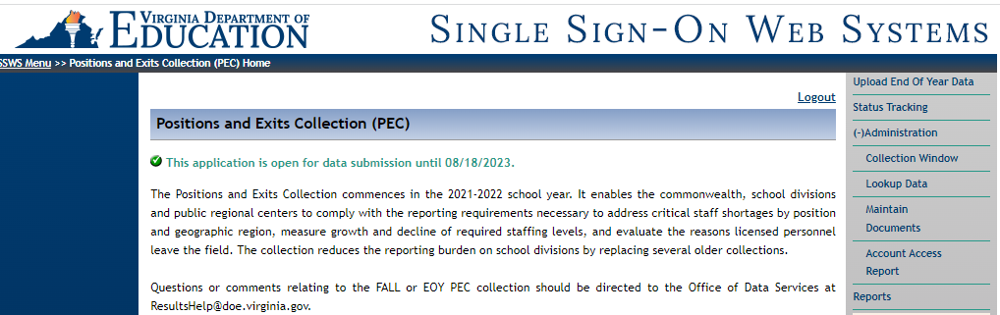 VIRGINIA DEPARTMENT OF
EDUCATION
SINGLE SIGN-ON WEB SYSTEMS
SSWS Menu >> Positions and Exits Collection (PEC) Home
Logout
Positions and Exits Collection (PEC)
This application is open for data submission until 08/18/2023.
The Positions and Exits Collection commences in the 2021-2022 school year. It enables the commonwealth, school divisions
and public regional centers to comply with the reporting requirements necessary to address critical staff shortages by position
and geographic region, measure growth and decline of required staffing levels, and evaluate the reasons licensed personnel
leave the field. The collection reduces the reporting burden on school divisions by replacing several older collections.
Questions or comments relating to the FALL or EOY PEC collection should be directed to the Office of Data Services at
ResultsHelp@doe.virginia.gov.
Upload End Of Year Data
Status Tracking
(-)Administration
Collection Window
Lookup Data
Maintain
Documents
Account Access
Report
Reports